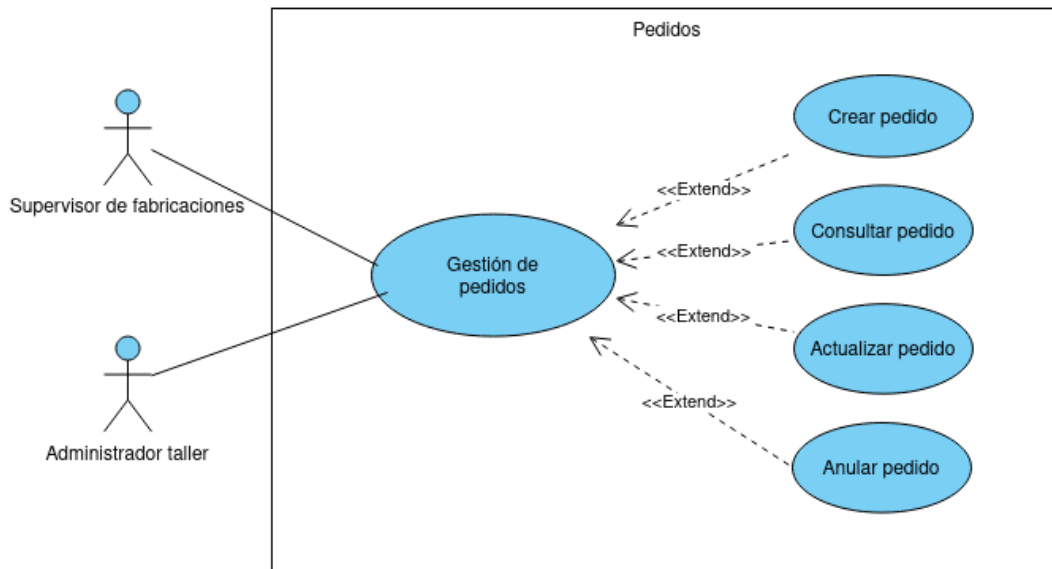 Pedidos
Supervisor de fabricaciones
Administrador taller
Gestión de
pedidos
<<Extend>>
<<Extend>>
<<Extend>>
<<Extend>>
Crear pedido
Consultar pedido
Actualizar pedido
Anular pedido